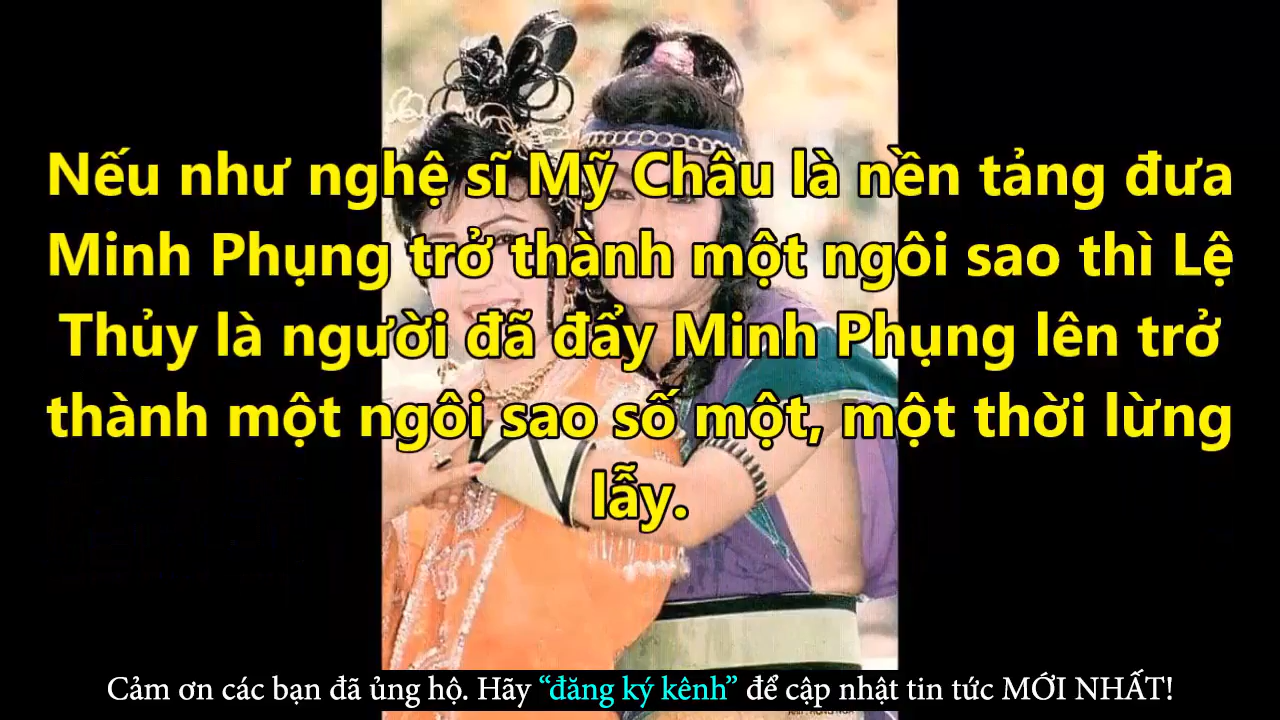 Nếu như nghệ sĩ Mỹ Châu là nền tảng đưa
Minh Phụng trở thành một ngôi sao thì Lệ
Thủy là người đã đẩy Minh Phụng lên trở
thành một ngôi sao số một, một thời lừng
lẫy.
Cảm ơn các bạn đã ủng hộ. Hãy “đăng ký kênh” để cập nhật tin tức MỚI NHẤT!